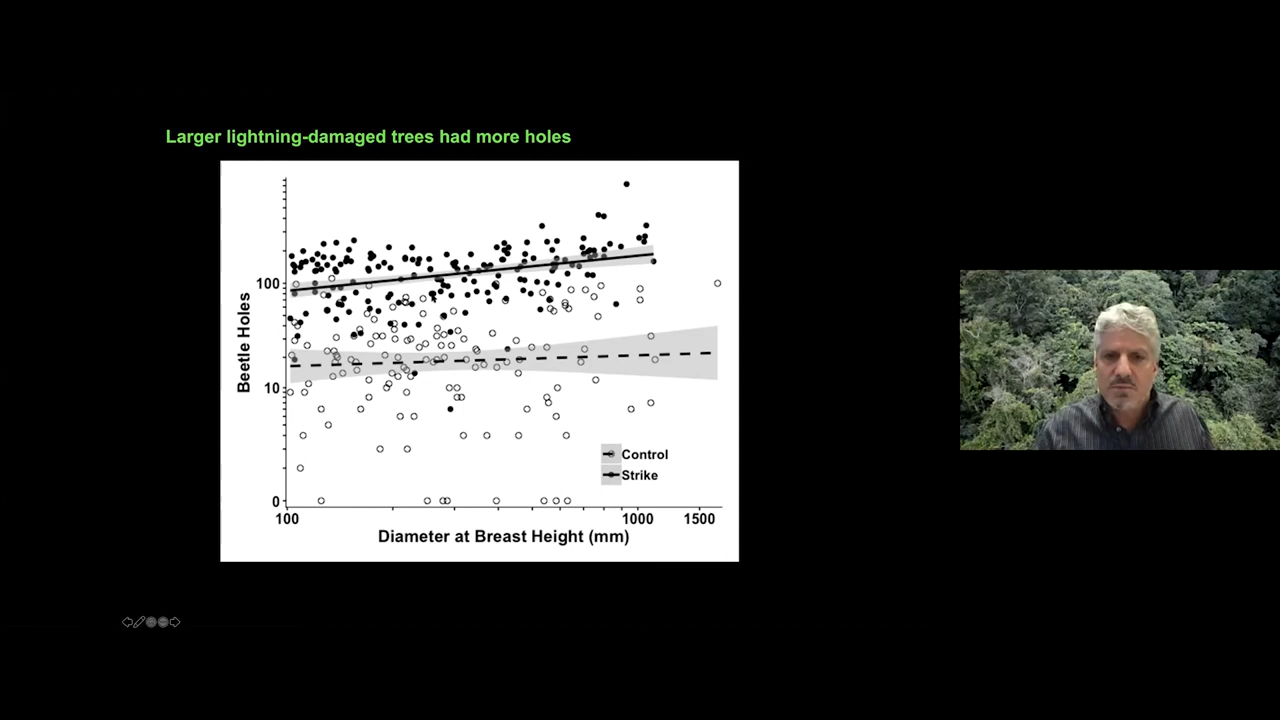 Larger lightning-damaged trees had more holes
Beetle Holes
100
10
0
Control
Strike
100
1000
1500
Diameter at Breast Height (mm)